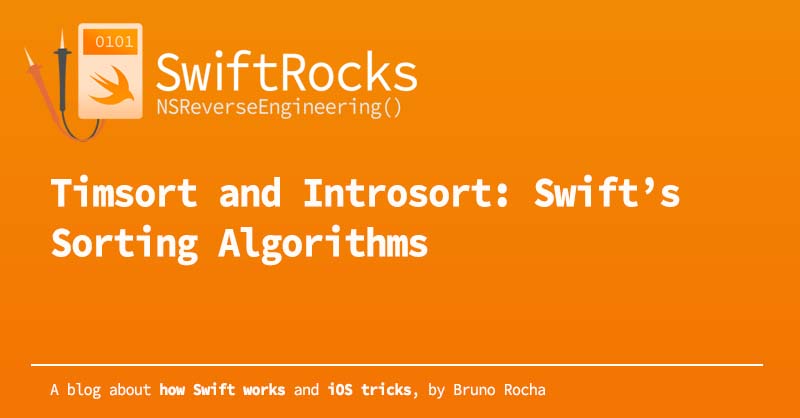 0101
SwiftRocks
NSReverseEngineering()
Timsort and Introsort: Swift’s
Sorting Algorithms
A blog about how Swift works and iOS tricks, by Bruno Rocha